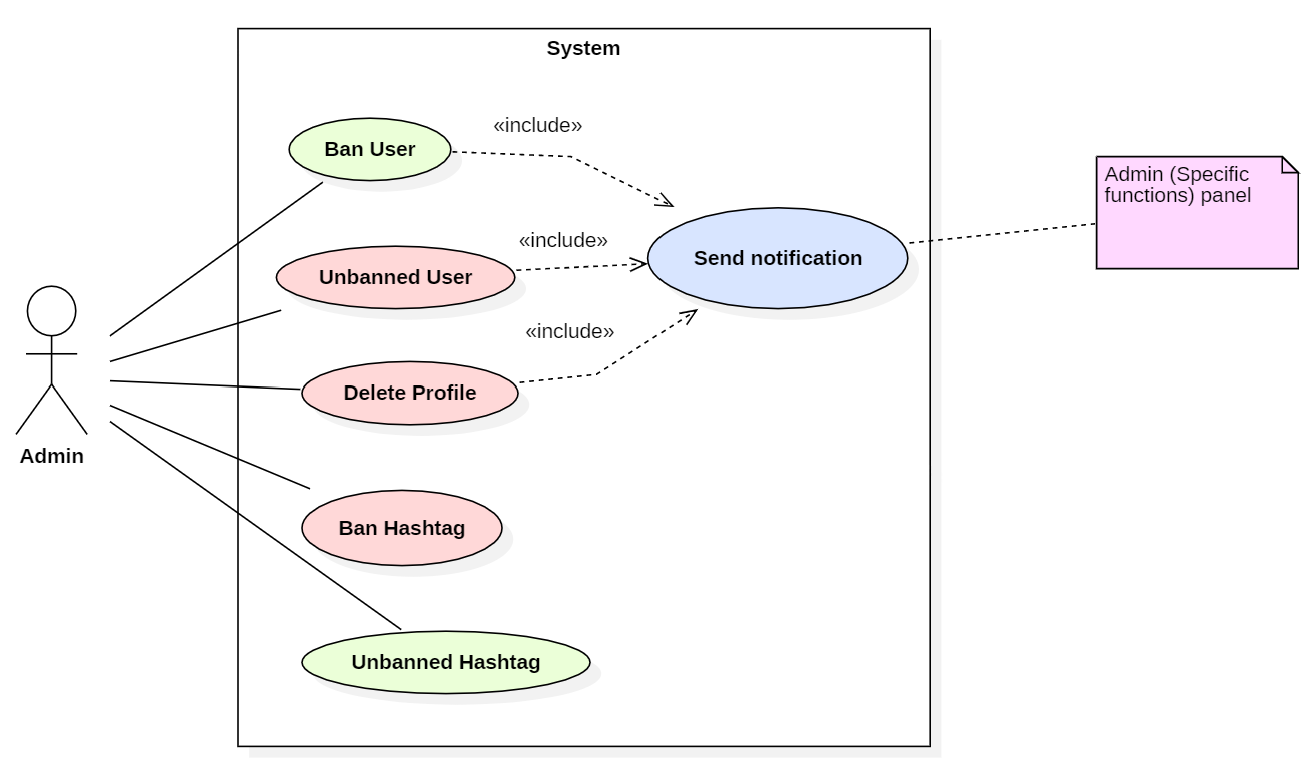 System
«include»
Ban User
Admin (Specific
functions) panel
«include»
Send notification
Unbanned User
«include»
Delete Profile
Admin
Ban Hashtag
Unbanned Hashtag